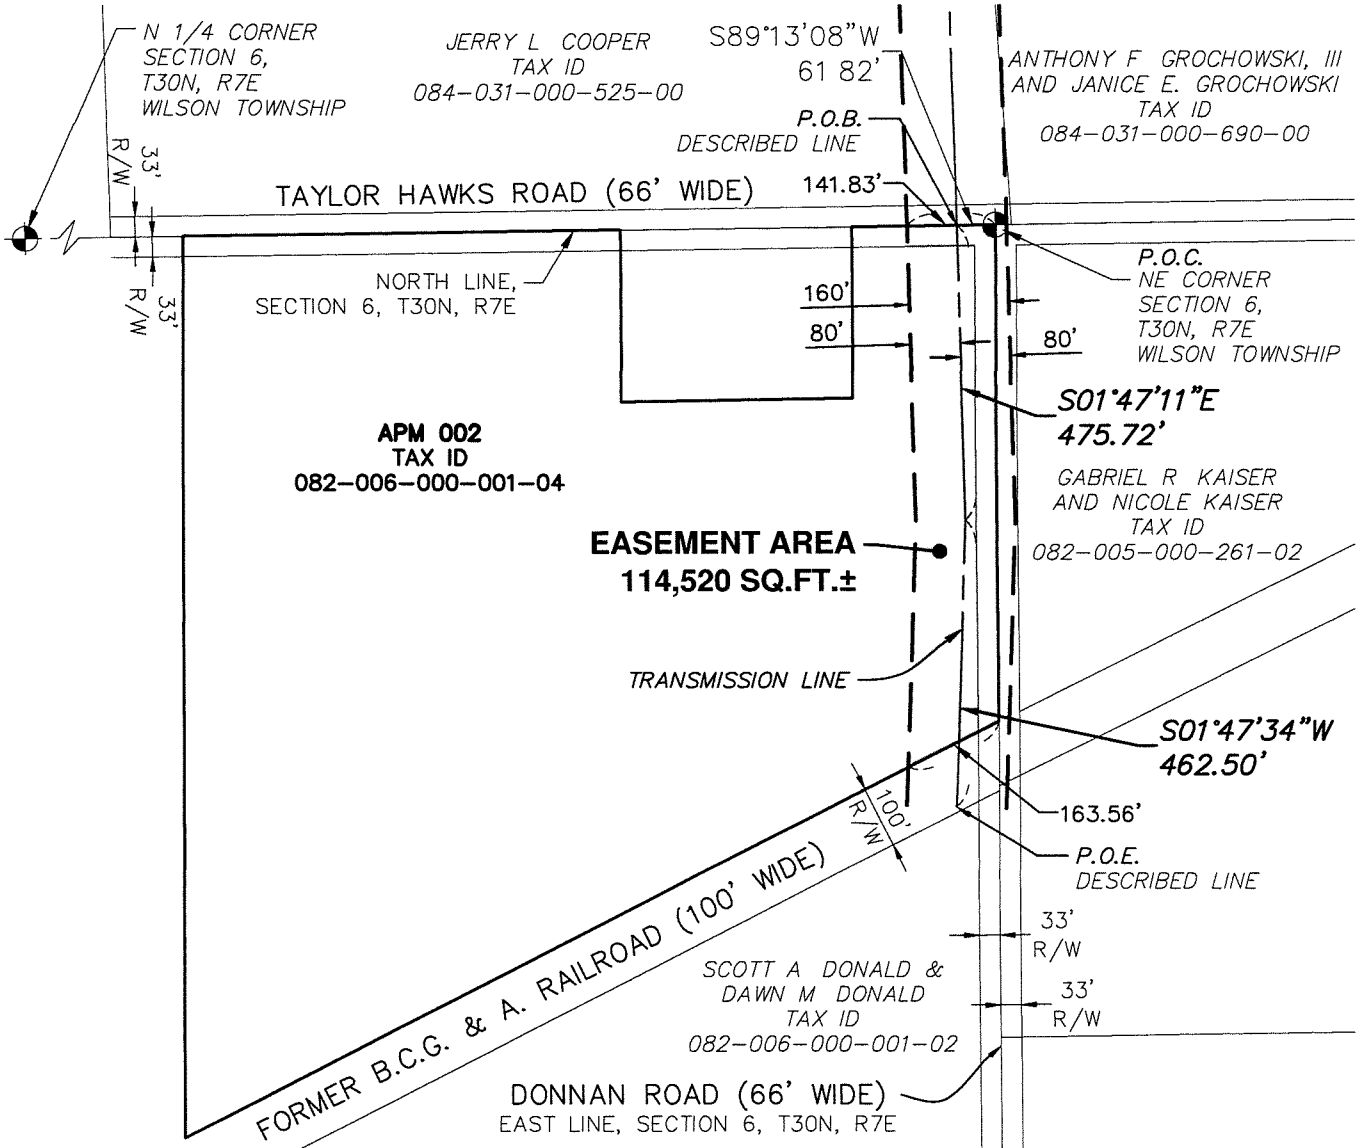 N 1/4 CORNER
SECTION 6,
T30N, R7E
WILSON TOWNSHIP
JERRY L COOPER
TAX ID
084-031-000-525-00
S89°13'08"W
61 82'
P.O.B.
DESCRIBED LINE
ANTHONY F GROCHOWSKI, III
AND JANICE E. GROCHOWSKI
TAX ID
084-031-000-690-00
33'
R/W
TAYLOR HAWKS ROAD (66' WIDE)
141.83'
33'
R/W
NORTH LINE,
SECTION 6, T30N, R7E
160'
80'
80'
P.O.C.
NE CORNER
SECTION 6,
T30N, R7E
WILSON TOWNSHIP
S01°47'11"E
475.72'
APM 002
TAX ID
082-006-000-001-04
GABRIEL R KAISER
AND NICOLE KAISER
TAX ID
082-005-000-261-02
EASEMENT AREA
114,520 SQ.FT.±
TRANSMISSION LINE
S01°47'34"W
462.50'
100'
R/W
163.56'
P.O.E.
DESCRIBED LINE
FORMER B.C.G. & A. RAILROAD (100' WIDE)
33'
R/W
SCOTT A DONALD &
DAWN M DONALD
TAX ID
082-006-000-001-02
33'
R/W
DONNAN ROAD (66' WIDE)
EAST LINE, SECTION 6, T30N, R7E